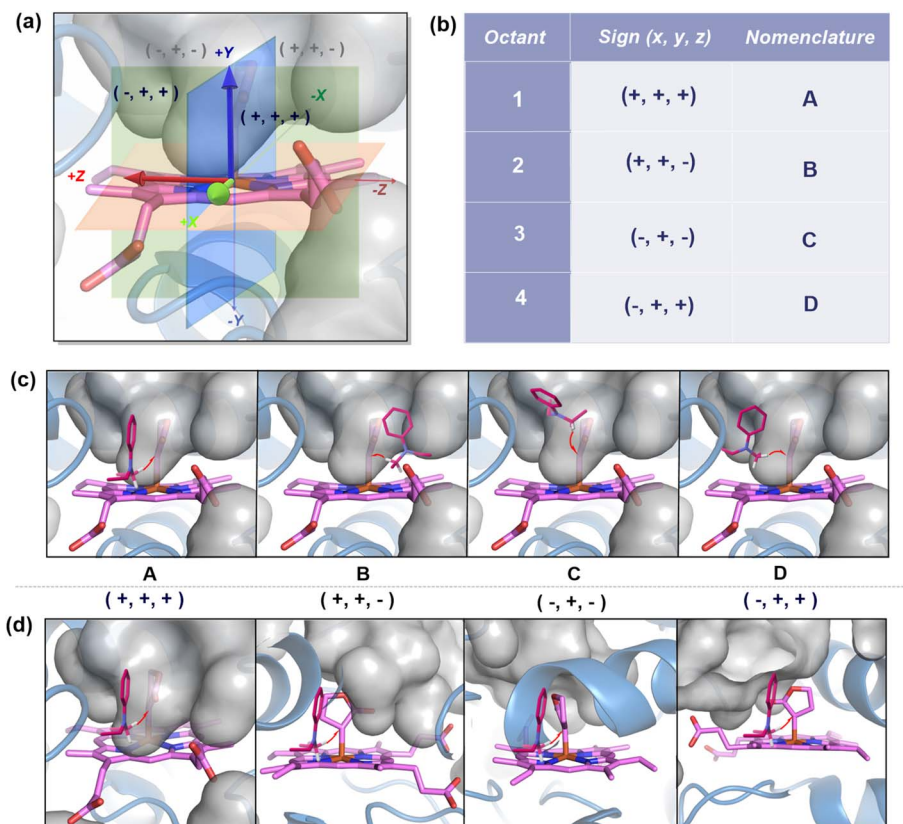 (a)
(-, +, -)
+Y
(+, +, -)
(-, +, +)
-X
(+, +, +)
+Z
-Z
+X
-Y
(b)
Octant Sign (x, y, z) Nomenclature
1 (+, +, +) A
2 (+, +, -) B
3 (-, +, -) C
4 (-, +, +) D
(c)
A B C D
(+, +, +) (+, +, -) (-, +, -) (-, +, +)
(d)